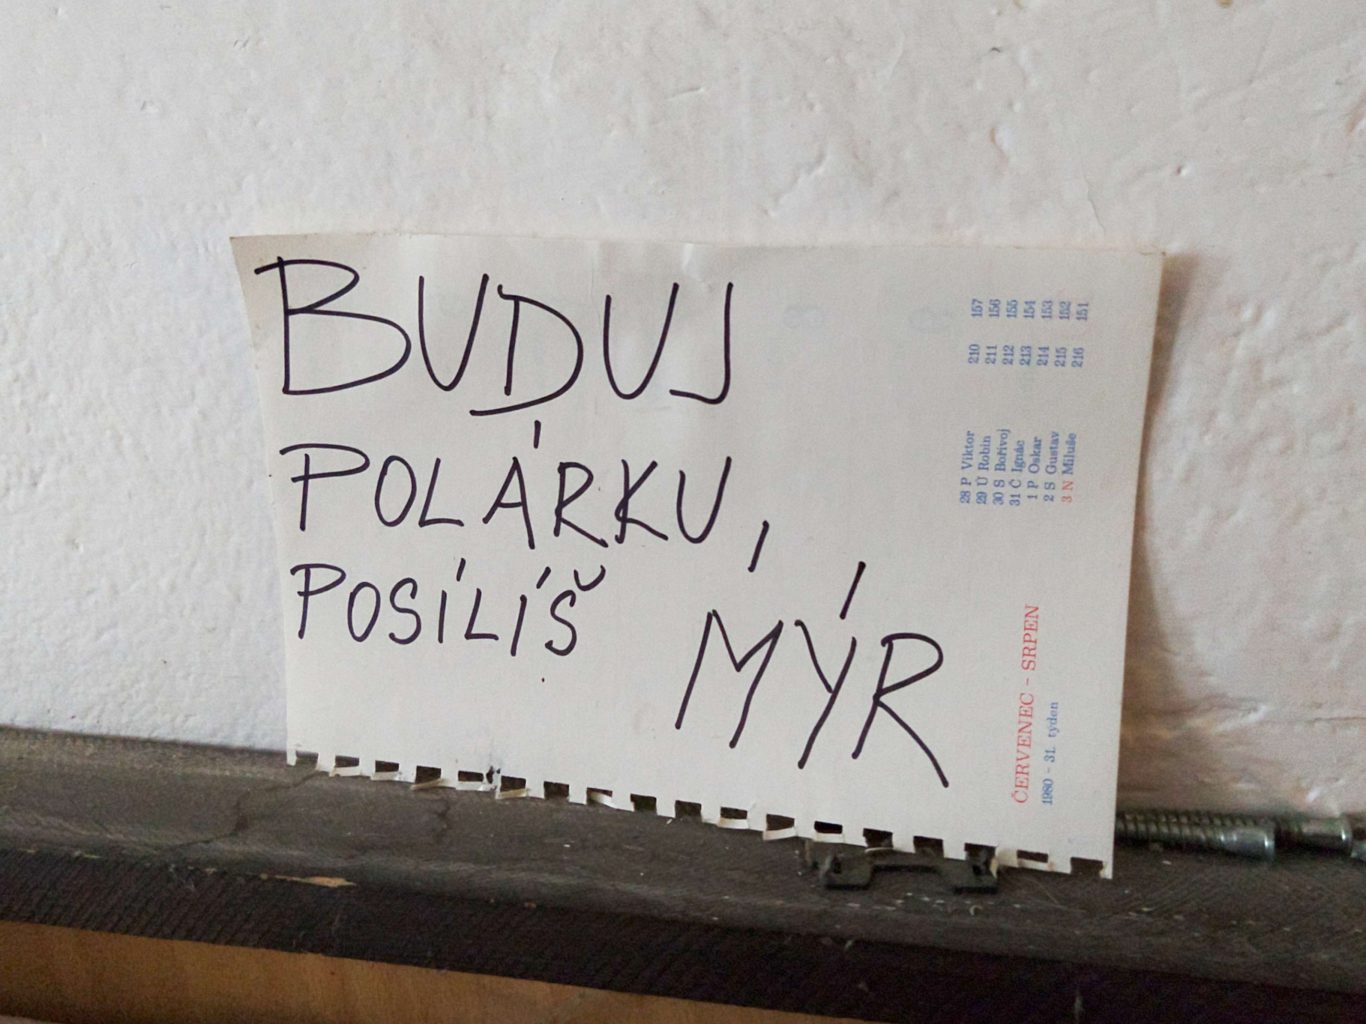 BUDUJ
POLÁRKU,
POSÍLÍŠ
MÝR
ČERVENEC - SRPEN
1980 - 31. týden
28 P Viktor 210 157
29 Ú Robin 211 156
30 S Bořivoj 212 155
31 Č Ignác 213 154
1 P Oskar 214 153
2 S Gustav 215 152
3 N Miluše 216 151